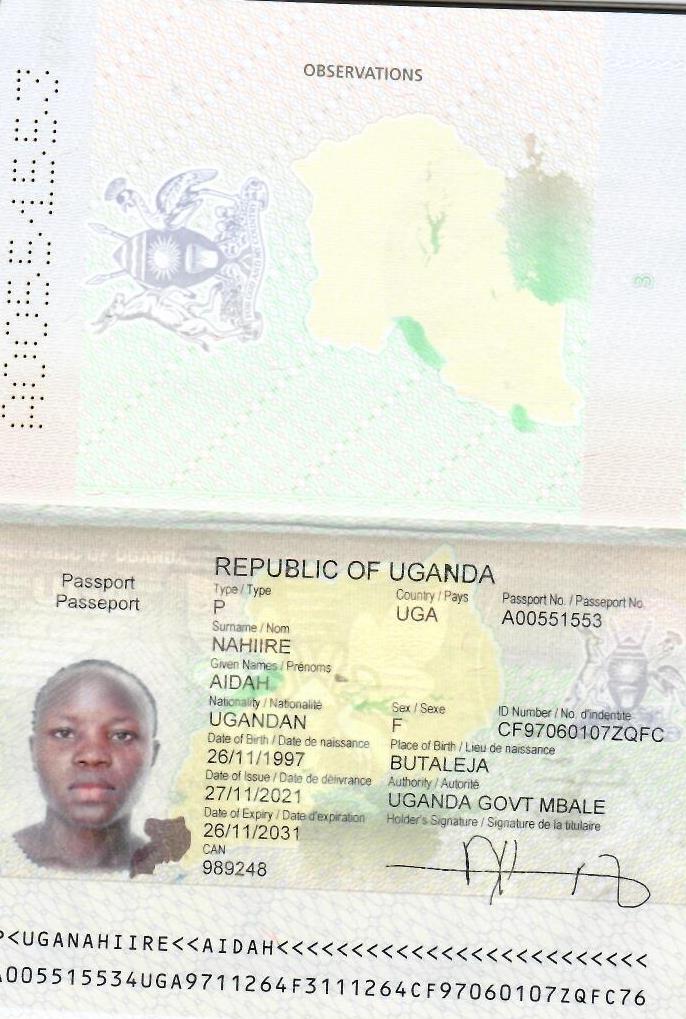 OBSERVATIONS
A00551553
REPUBLIC OF UGANDA
Passport
Passeport
Type / Type
P
Country / Pays
UGA
Passport No. / Passeport No.
A00551553
Surname / Nom
NAHIIRE
Given Names / Prénoms
AIDAH
Nationality / Nationalité
UGANDAN
Sex / Sexe
F
ID Number / No. d'indentite
CF97060107ZQFC
Date of Birth / Date de naissance
26/11/1997
Place of Birth / Lieu de naissance
BUTALEJA
Date of Issue / Date de délivrance
27/11/2021
Authority / Autorité
UGANDA GOVT MBALE
Date of Expiry / Date d'expiration
26/11/2031
Holder's Signature / Signature de la titulaire
CAN
989248
P<UGANAHIIRE<<AIDAH<<<<<<<<<<<<<<<<<<<<<<<<<
A005515534UGA9711264F3111264CF97060107ZQFC76